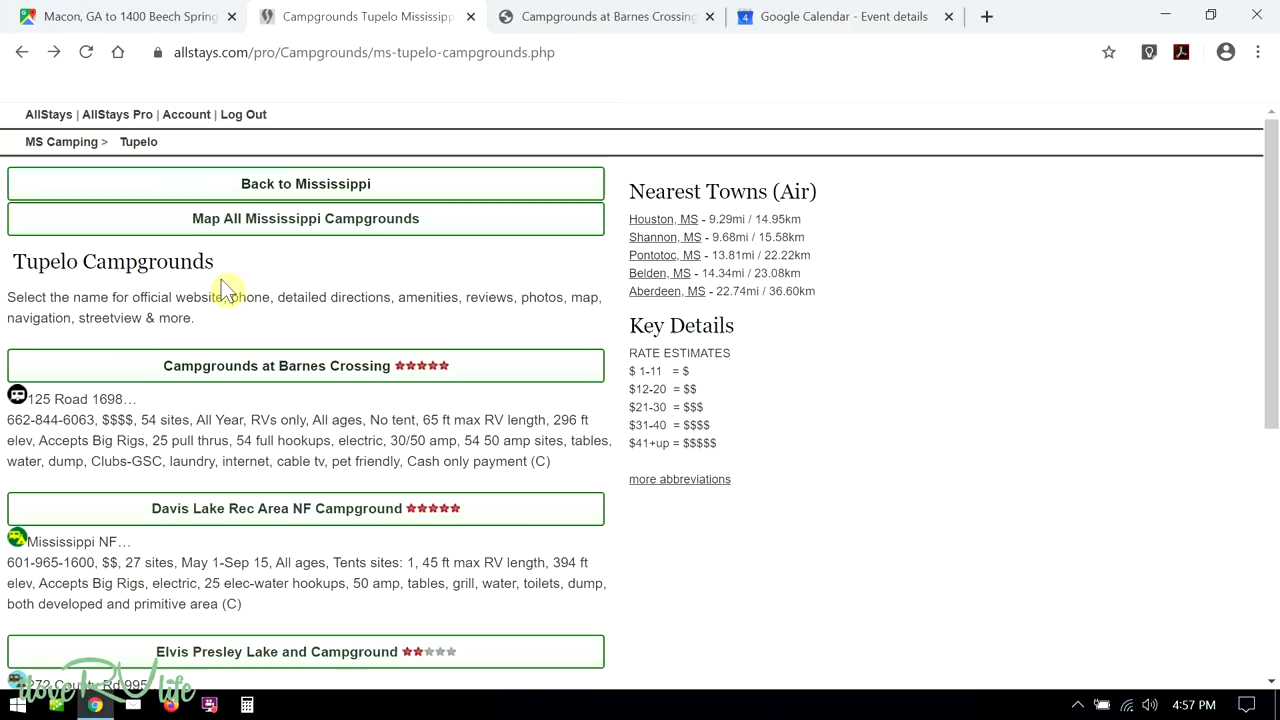 Macon, GA to 1400 Beech Spring
Campgrounds Tupelo Mississipp
Campgrounds at Barnes Crossing
4 Google Calendar - Event details
allstays.com/pro/Campgrounds/ms-tupelo-campgrounds.php
AllStays | AllStays Pro | Account | Log Out
MS Camping > Tupelo
Back to Mississippi
Map All Mississippi Campgrounds
Tupelo Campgrounds
Select the name for official website, phone, detailed directions, amenities, reviews, photos, map,
navigation, streetview & more.
Campgrounds at Barnes Crossing
125 Road 1698…
662-844-6063, $$$$, 54 sites, All Year, RVs only, All ages, No tent, 65 ft max RV length, 296 ft
elev, Accepts Big Rigs, 25 pull thrus, 54 full hookups, electric, 30/50 amp, 54 50 amp sites, tables,
water, dump, Clubs-GSC, laundry, internet, cable tv, pet friendly, Cash only payment (C)
Davis Lake Rec Area NF Campground
Mississippi NF…
601-965-1600, $$, 27 sites, May 1-Sep 15, All ages, Tents sites: 1, 45 ft max RV length, 394 ft
elev, Accepts Big Rigs, electric, 25 elec-water hookups, 50 amp, tables, grill, water, toilets, dump,
both developed and primitive area (C)
Elvis Presley Lake and Campground
272 County Rd 995
iloveRVlife
Nearest Towns (Air)
Houston, MS - 9.29mi / 14.95km
Shannon, MS - 9.68mi / 15.58km
Pontotoc, MS - 13.81mi / 22.22km
Belden, MS - 14.34mi / 23.08km
Aberdeen, MS - 22.74mi / 36.60km
Key Details
RATE ESTIMATES
$ 1-11 = $
$12-20 = $$
$21-30 = $$$
$31-40 = $$$$
$41+up = $$$$$
more abbreviations
4:57 PM